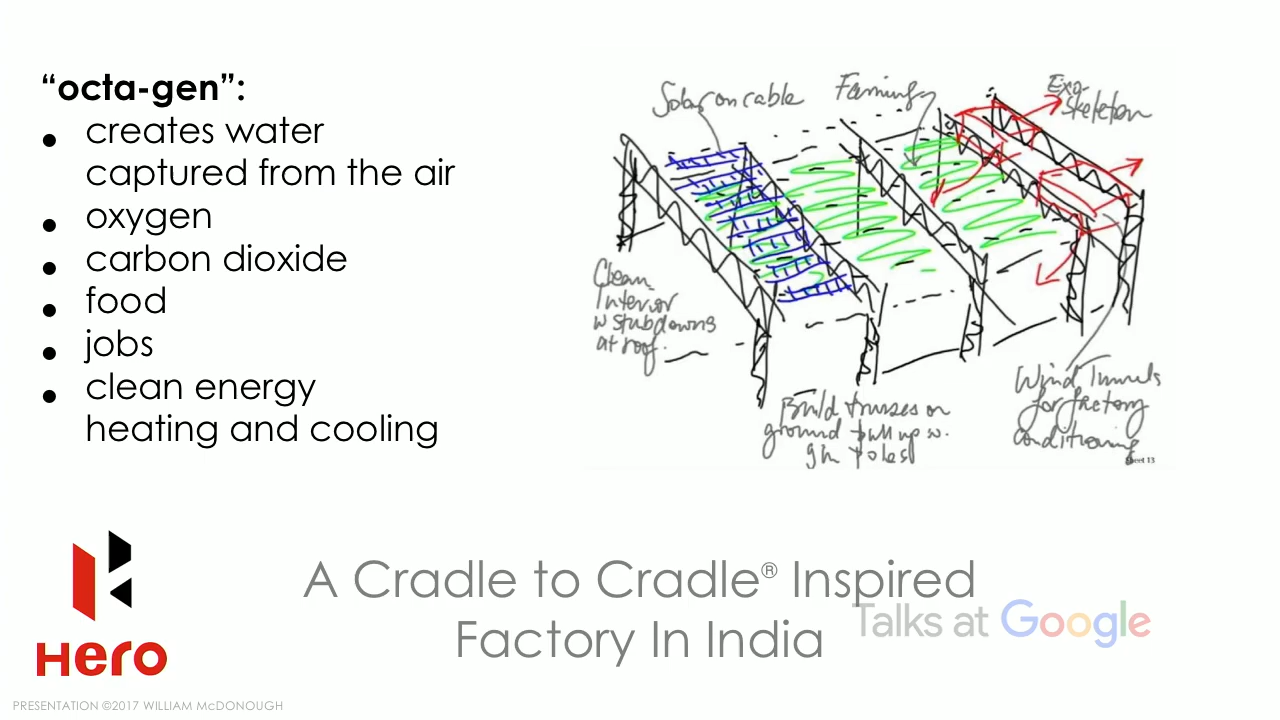 “octa-gen”:
• creates water
captured from the air
• oxygen
• carbon dioxide
• food
• jobs
• clean energy
heating and cooling
Solar on cable
Farming
Exo-
Skeleton
Clean
Interior
w stubdowns
at roof.
Build trusses on
ground pull up w.
gin poles
Wind Tunnels
for factory
conditioning
Sheet 13
Hero
A Cradle to Cradle® Inspired
Factory In India
Talks at Google
PRESENTATION ©2017 WILLIAM McDONOUGH